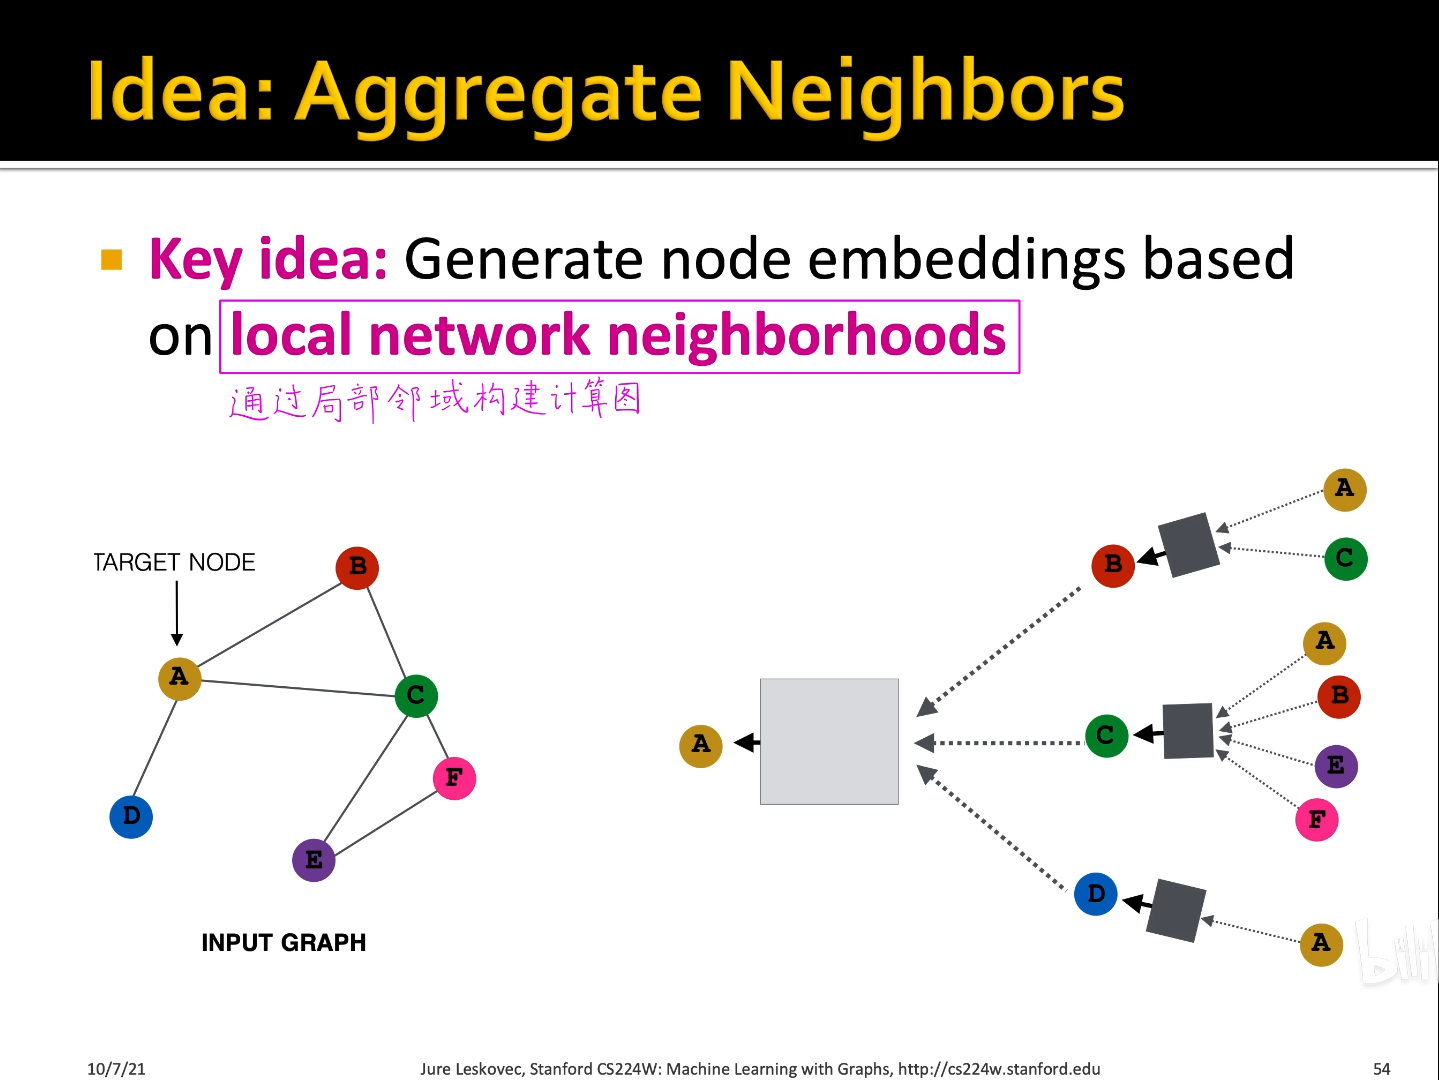 Idea: Aggregate Neighbors
Key idea: Generate node embeddings based
on local network neighborhoods
通过局部邻域构建计算图
TARGET NODE
B
A
C
F
D
E
INPUT GRAPH
A
B
A
C
C
A
B
E
F
D
A
10/7/21
Jure Leskovec, Stanford CS224W: Machine Learning with Graphs, http://cs224w.stanford.edu
54